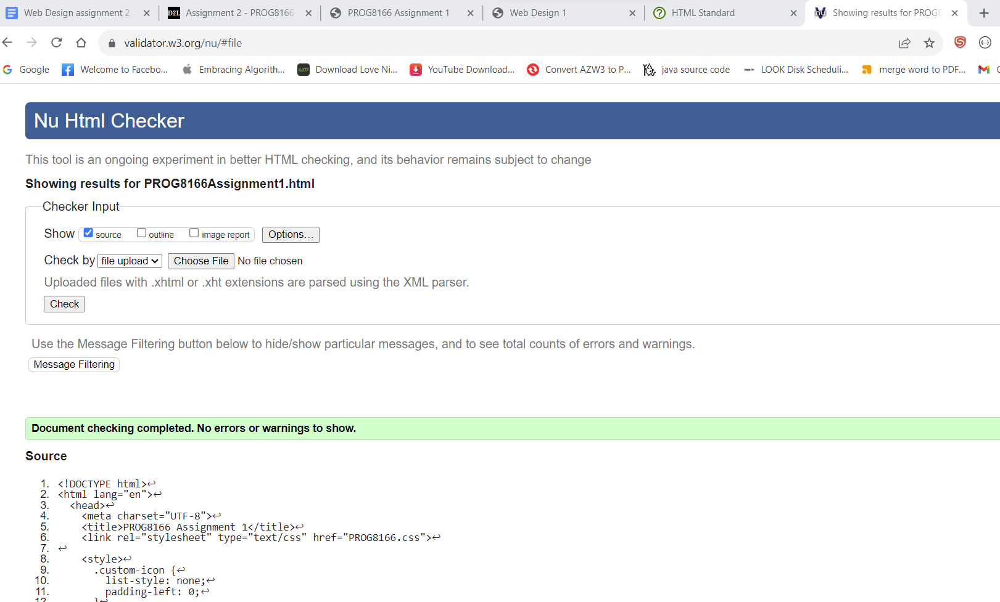 Web Design assignment 2
D2L Assignment 2 - PROG8166
PROG8166 Assignment 1
Web Design 1
HTML Standard
Showing results for PROG8
validator.w3.org/nu/#file
Google
Welcome to Facebo...
Embracing Algorith...
Download Love Ni...
YouTube Download...
Convert AZW3 to P...
java source code
LOOK Disk Scheduli...
merge word to PDF...
Nu Html Checker
This tool is an ongoing experiment in better HTML checking, and its behavior remains subject to change
Showing results for PROG8166Assignment1.html
Checker Input
Show source outline image report Options...
Check by file upload Choose File No file chosen
Uploaded files with .xhtml or .xht extensions are parsed using the XML parser.
Check
Use the Message Filtering button below to hide/show particular messages, and to see total counts of errors and warnings.
Message Filtering
Document checking completed. No errors or warnings to show.
Source
1. <!DOCTYPE html>↩
2. <html lang="en">↩
3. <head>↩
4. <meta charset="UTF-8">↩
5. <title>PROG8166 Assignment 1</title>↩
6. <link rel="stylesheet" type="text/css" href="PROG8166.css">↩
7. ↩
8. <style>↩
9. .custom-icon {↩
10. list-style: none;↩
11. padding-left: 0;↩
12. }↩